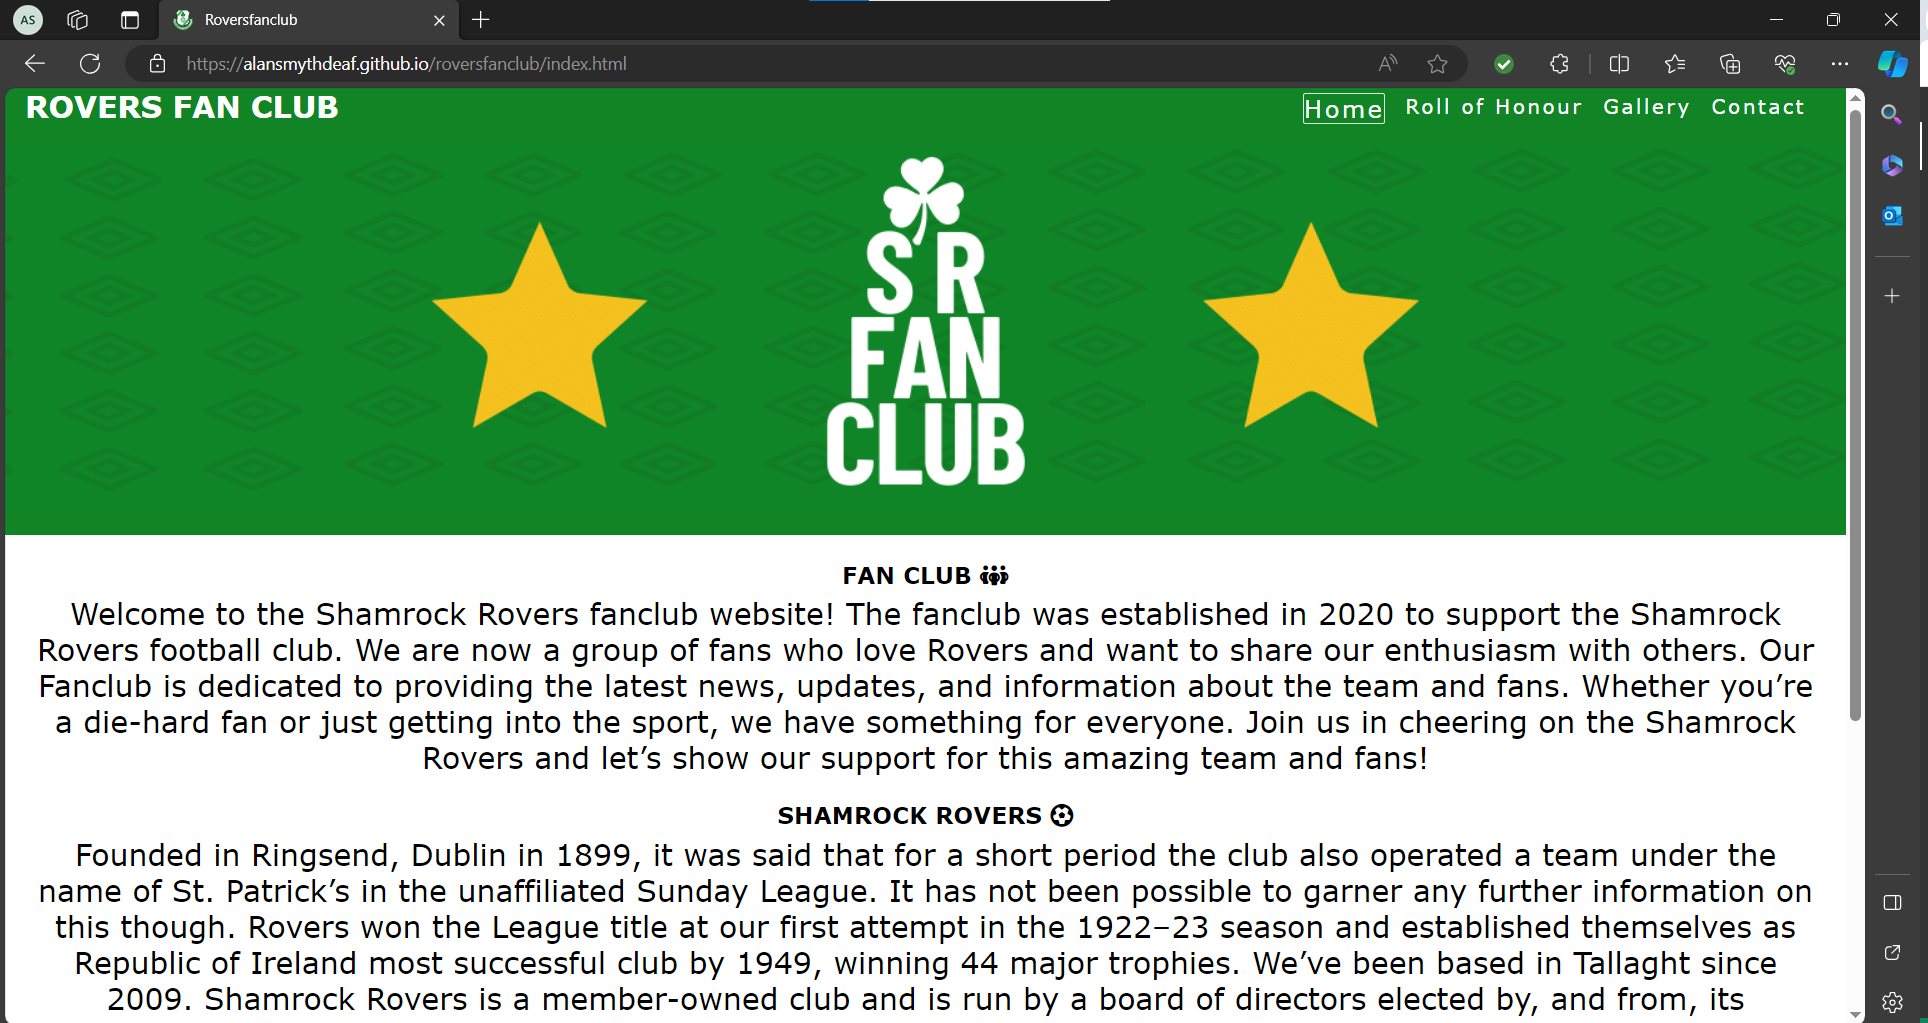 AS
Roversfanclub
https://alansmythdeaf.github.io/roversfanclub/index.html
ROVERS FAN CLUB
Home Roll of Honour Gallery Contact
S R
FAN
CLUB
FAN CLUB
Welcome to the Shamrock Rovers fanclub website! The fanclub was established in 2020 to support the Shamrock
Rovers football club. We are now a group of fans who love Rovers and want to share our enthusiasm with others. Our
Fanclub is dedicated to providing the latest news, updates, and information about the team and fans. Whether you’re
a die-hard fan or just getting into the sport, we have something for everyone. Join us in cheering on the Shamrock
Rovers and let’s show our support for this amazing team and fans!
SHAMROCK ROVERS
Founded in Ringsend, Dublin in 1899, it was said that for a short period the club also operated a team under the
name of St. Patrick’s in the unaffiliated Sunday League. It has not been possible to garner any further information on
this though. Rovers won the League title at our first attempt in the 1922–23 season and established themselves as
Republic of Ireland most successful club by 1949, winning 44 major trophies. We’ve been based in Tallaght since
2009. Shamrock Rovers is a member-owned club and is run by a board of directors elected by, and from, its